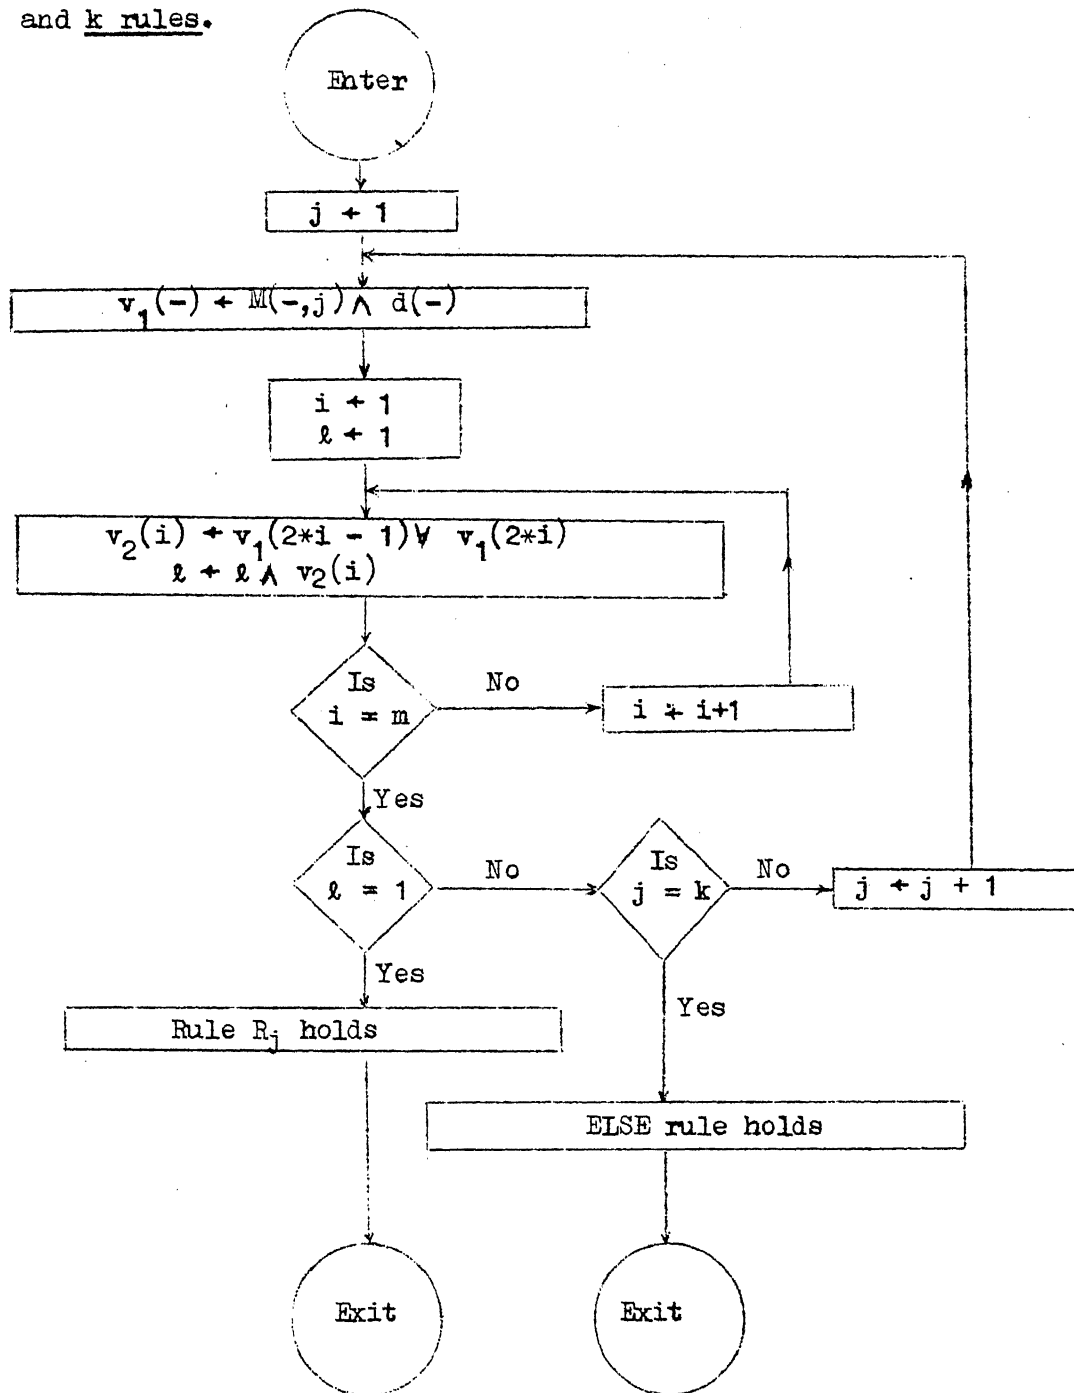 and k rules.
Enter
j ← 1
v₁(-) ← M(-,j) ∧ d(-)
i ← 1
ℓ ← 1
v₂(i) ← v₁(2*i - 1) ∀ v₁(2*i)
ℓ ← ℓ ∧ v₂(i)
Is
i = m
No
i ← i+1
Yes
Is
ℓ = 1
No
Is
j = k
No
j ← j + 1
Yes
Yes
Rule Rⱼ holds
ELSE rule holds
Exit
Exit